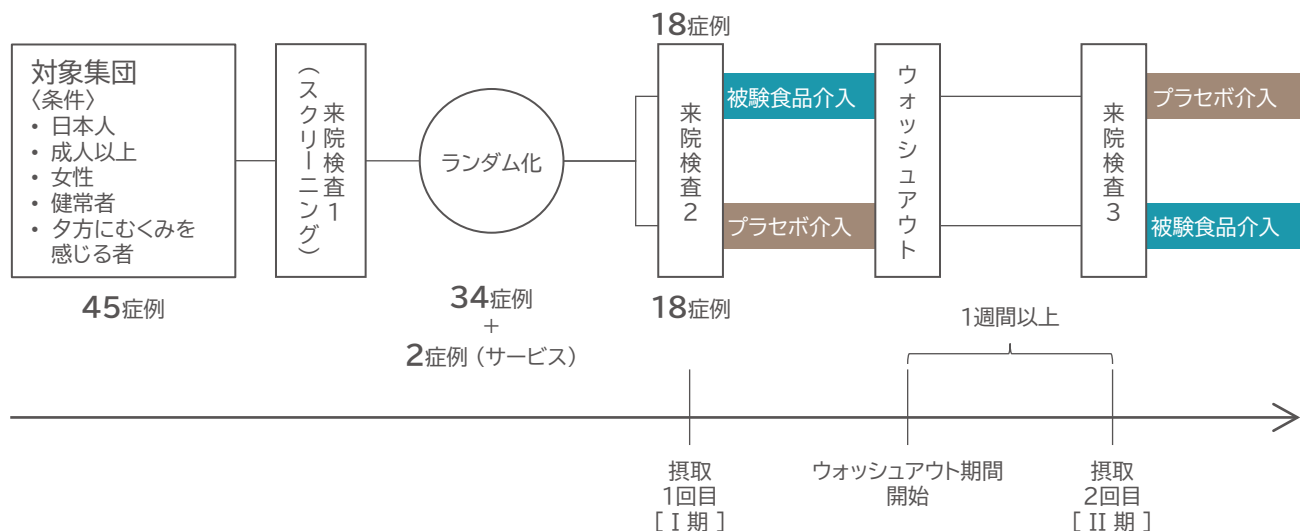 対象集団
〈条件〉
• 日本人
• 成人以上
• 女性
• 健常者
• 夕方にむくみを
感じる者
45症例
来院検査1
(スクリーニング)
ランダム化
34症例
+
2症例(サービス)
18症例
来院検査2
18症例
被験食品介入
プラセボ介入
ウォッシュアウト
来院検査3
プラセボ介入
被験食品介入
1週間以上
摂取
1回目
[ I 期 ]
ウォッシュアウト期間
開始
摂取
2回目
[ II 期 ]